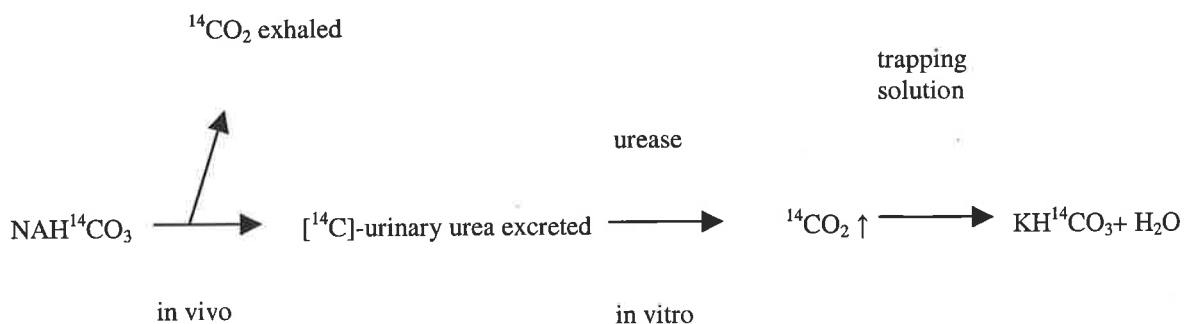 ¹⁴CO₂ exhaled
trapping
solution
urease
NAH¹⁴CO₃
[¹⁴C]-urinary urea excreted
¹⁴CO₂ ↑
KH¹⁴CO₃+ H₂O
in vivo
in vitro